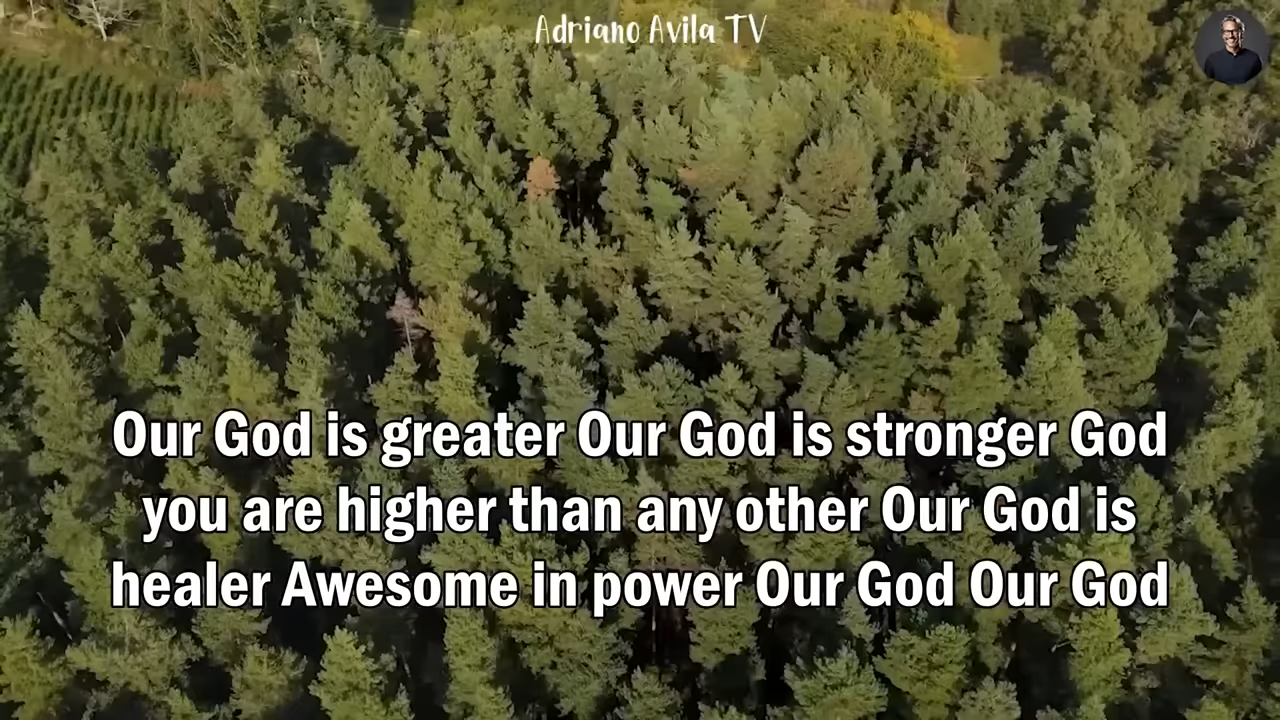 Adriano Avila TV
Our God is greater Our God is stronger God
you are higher than any other Our God is
healer Awesome in power Our God Our God